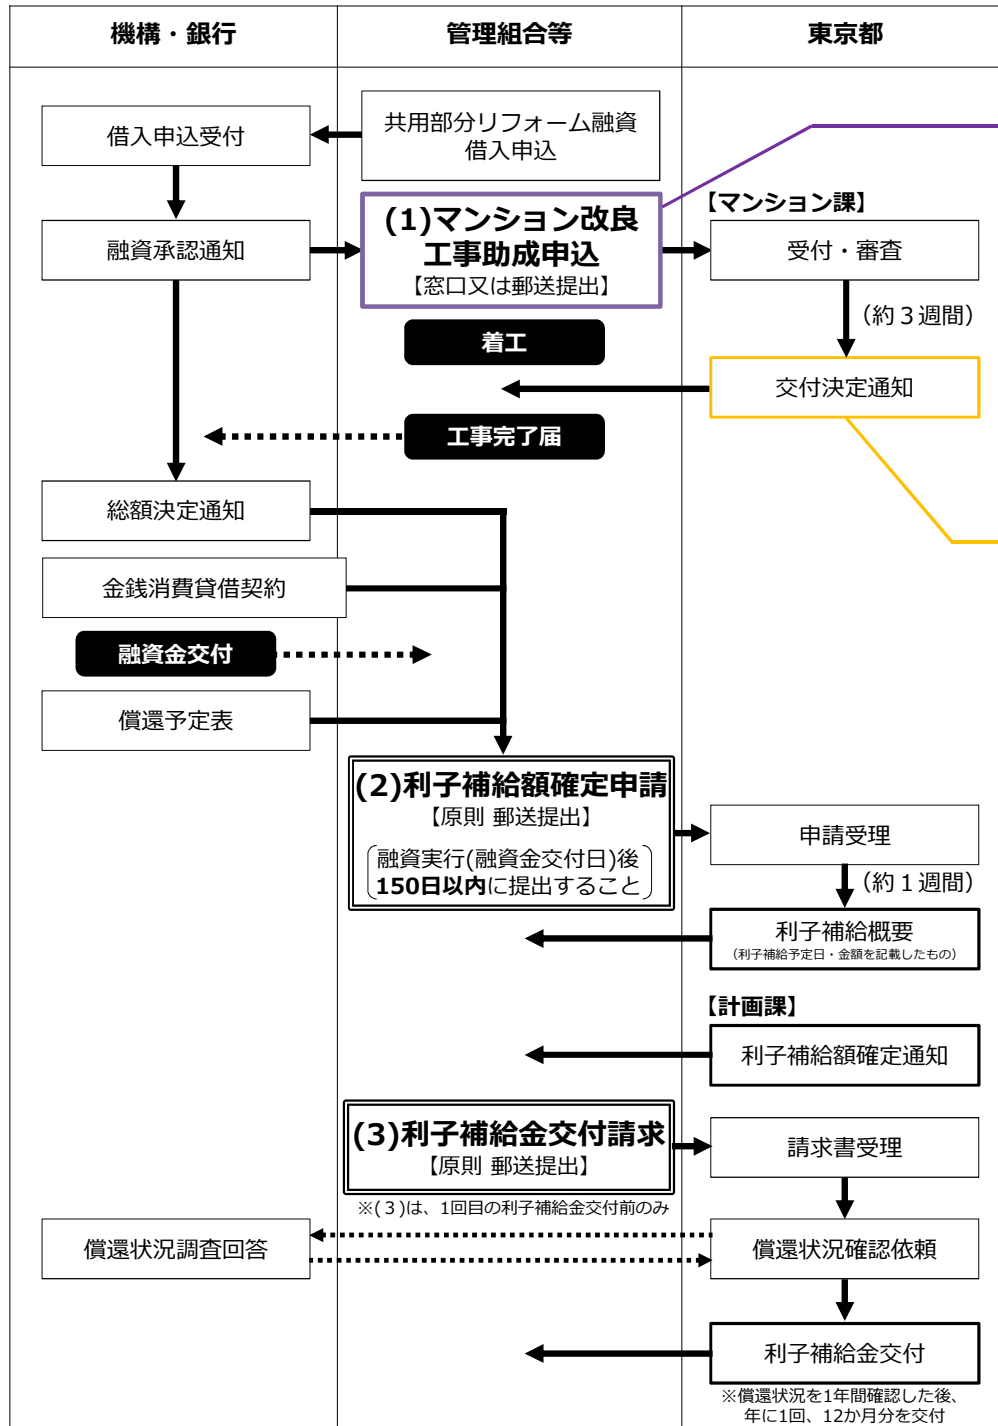 機構・銀行
管理組合等
東京都
共用部分リフォーム融資
借入申込
借入申込受付
融資承認通知
(1)マンション改良
工事助成申込
【窓口又は郵送提出】
【マンション課】
受付・審査
(約３週間)
着工
交付決定通知
工事完了届
総額決定通知
金銭消費貸借契約
融資金交付
償還予定表
(2)利子補給額確定申請
【原則 郵送提出】
融資実行(融資金交付日)後
150日以内に提出すること
申請受理
(約１週間)
利子補給概要
(利子補給予定日・金額を記載したもの)
【計画課】
利子補給額確定通知
(3)利子補給金交付請求
【原則 郵送提出】
※(３)は、1回目の利子補給金交付前のみ
請求書受理
償還状況調査回答
償還状況確認依頼
利子補給金交付
※償還状況を1年間確認した後、
年に1回、12か月分を交付